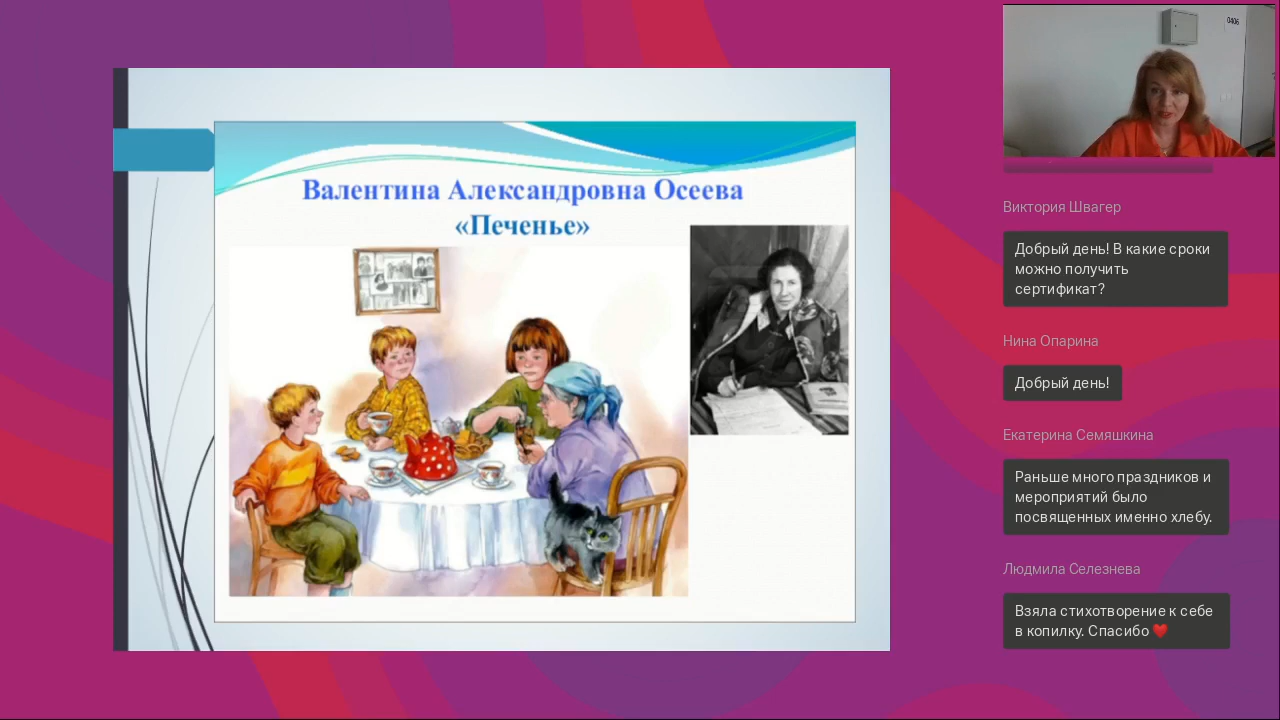 Валентина Александровна Осеева
«Печенье»
0406
Виктория Швагер
Добрый день! В какие сроки
можно получить
сертификат?
Нина Опарина
Добрый день!
Екатерина Семяшкина
Раньше много праздников и
мероприятий было
посвященных именно хлебу.
Людмила Селезнева
Взяла стихотворение к себе
в копилку. Спасибо ❤️